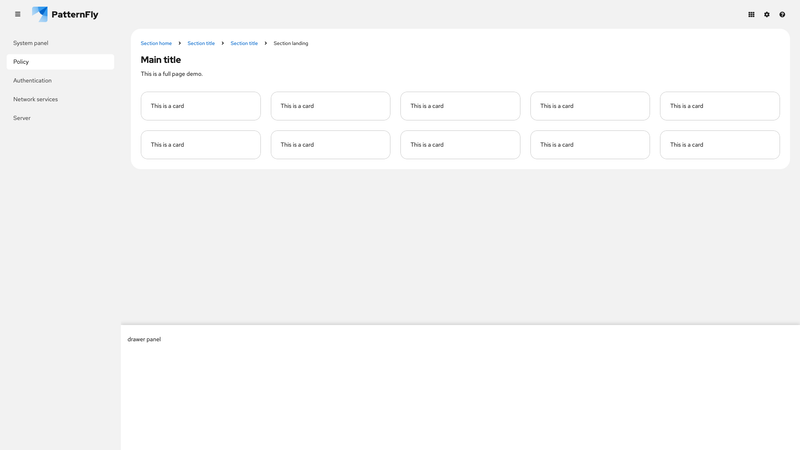 PatternFly
System panel
Policy
Authentication
Network services
Server
Section home > Section title > Section title > Section landing
Main title
This is a full page demo.
This is a card This is a card This is a card This is a card This is a card
This is a card This is a card This is a card This is a card This is a card
drawer panel